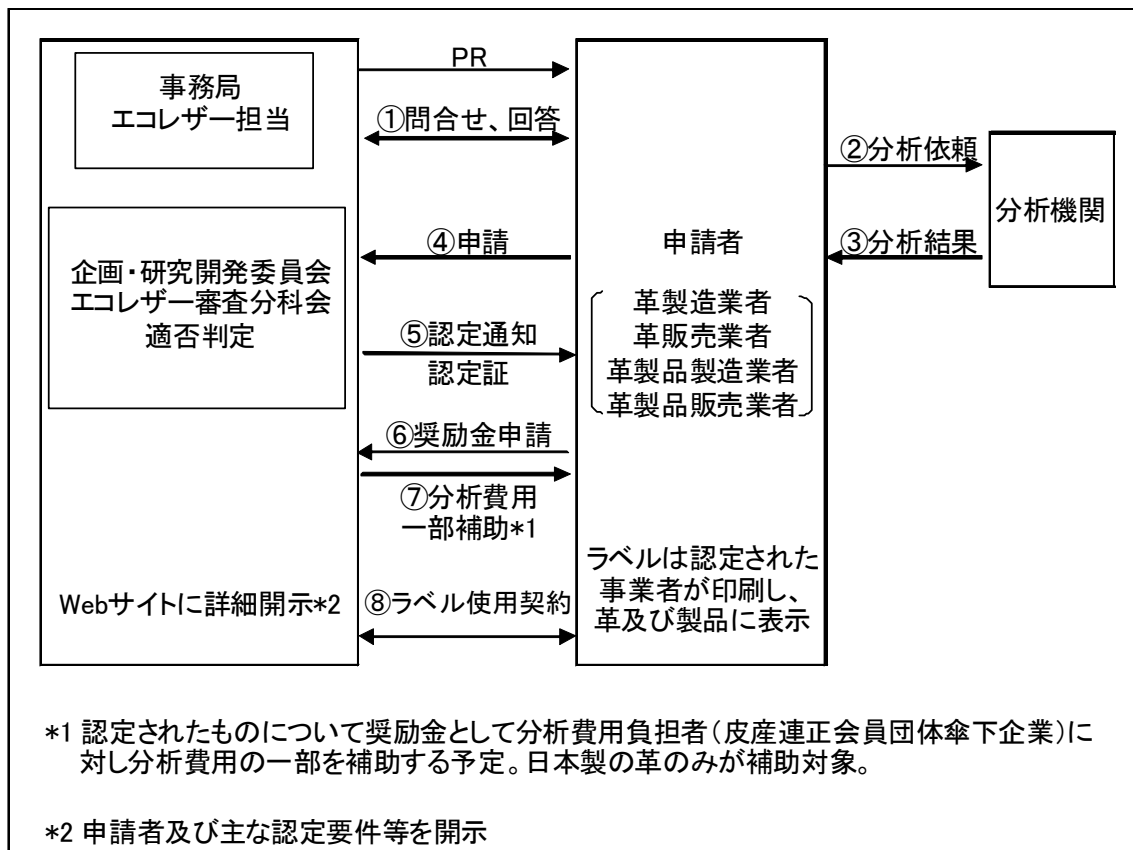 事務局
エコレザー担当
PR
①問合せ、回答
②分析依頼
分析機関
③分析結果
④申請
申請者
企画・研究開発委員会
エコレザー審査分科会
適否判定
革製造業者
革販売業者
革製品製造業者
革製品販売業者
⑤認定通知
認定証
⑥奨励金申請
⑦分析費用
一部補助*1
ラベルは認定された
事業者が印刷し、
革及び製品に表示
Webサイトに詳細開示*2
⑧ラベル使用契約
*1 認定されたものについて奨励金として分析費用負担者(皮産連正会員団体傘下企業)に
対し分析費用の一部を補助する予定。日本製の革のみが補助対象。
*2 申請者及び主な認定要件等を開示